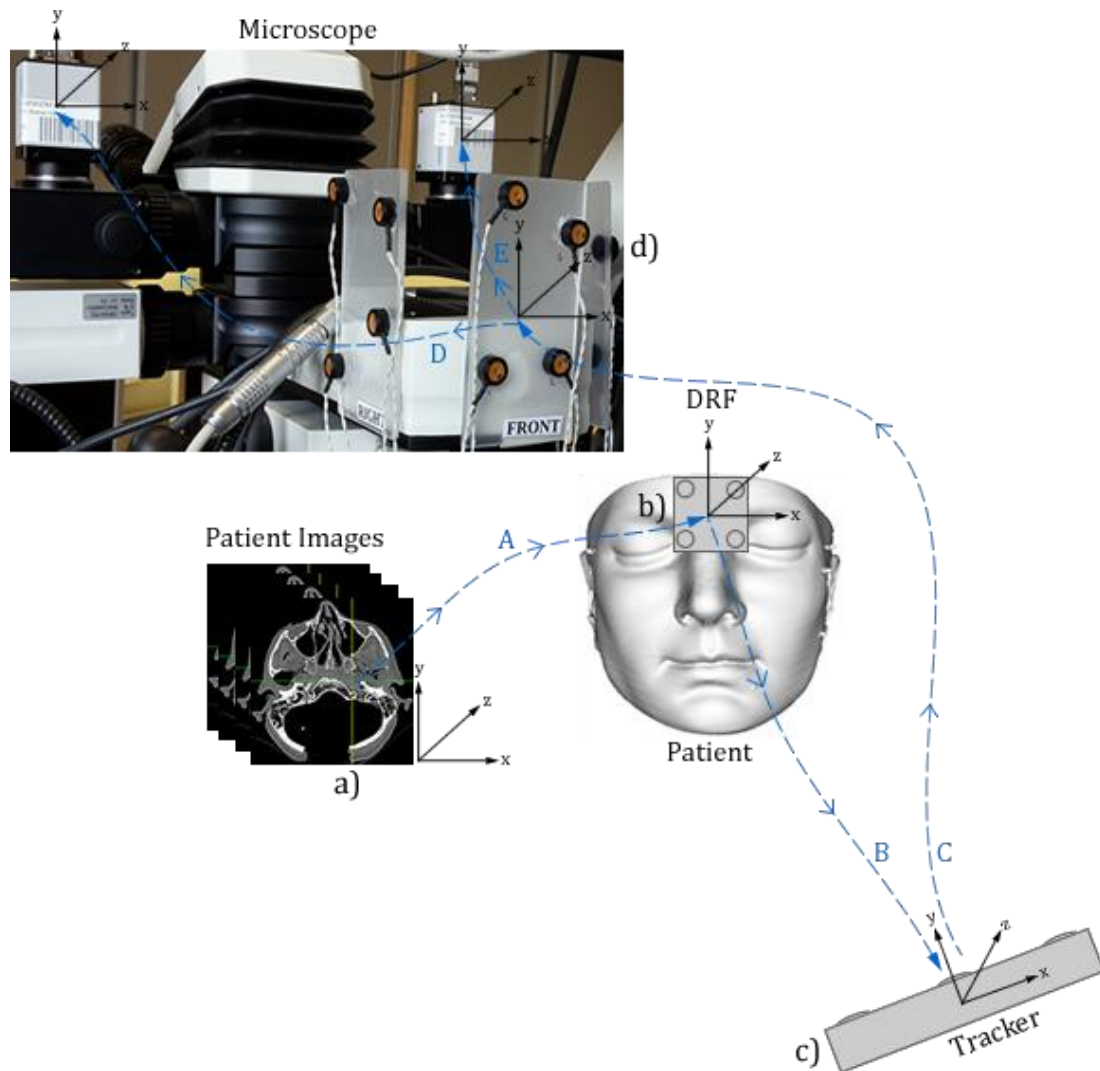 Microscope
y
z
x
y
z
E
y
z
x
d)
D
RIGHT
FRONT
DRF
y
z
x
b)
A
Patient Images
y
z
x
a)
Patient
B
C
y
z
x
c)
Tracker